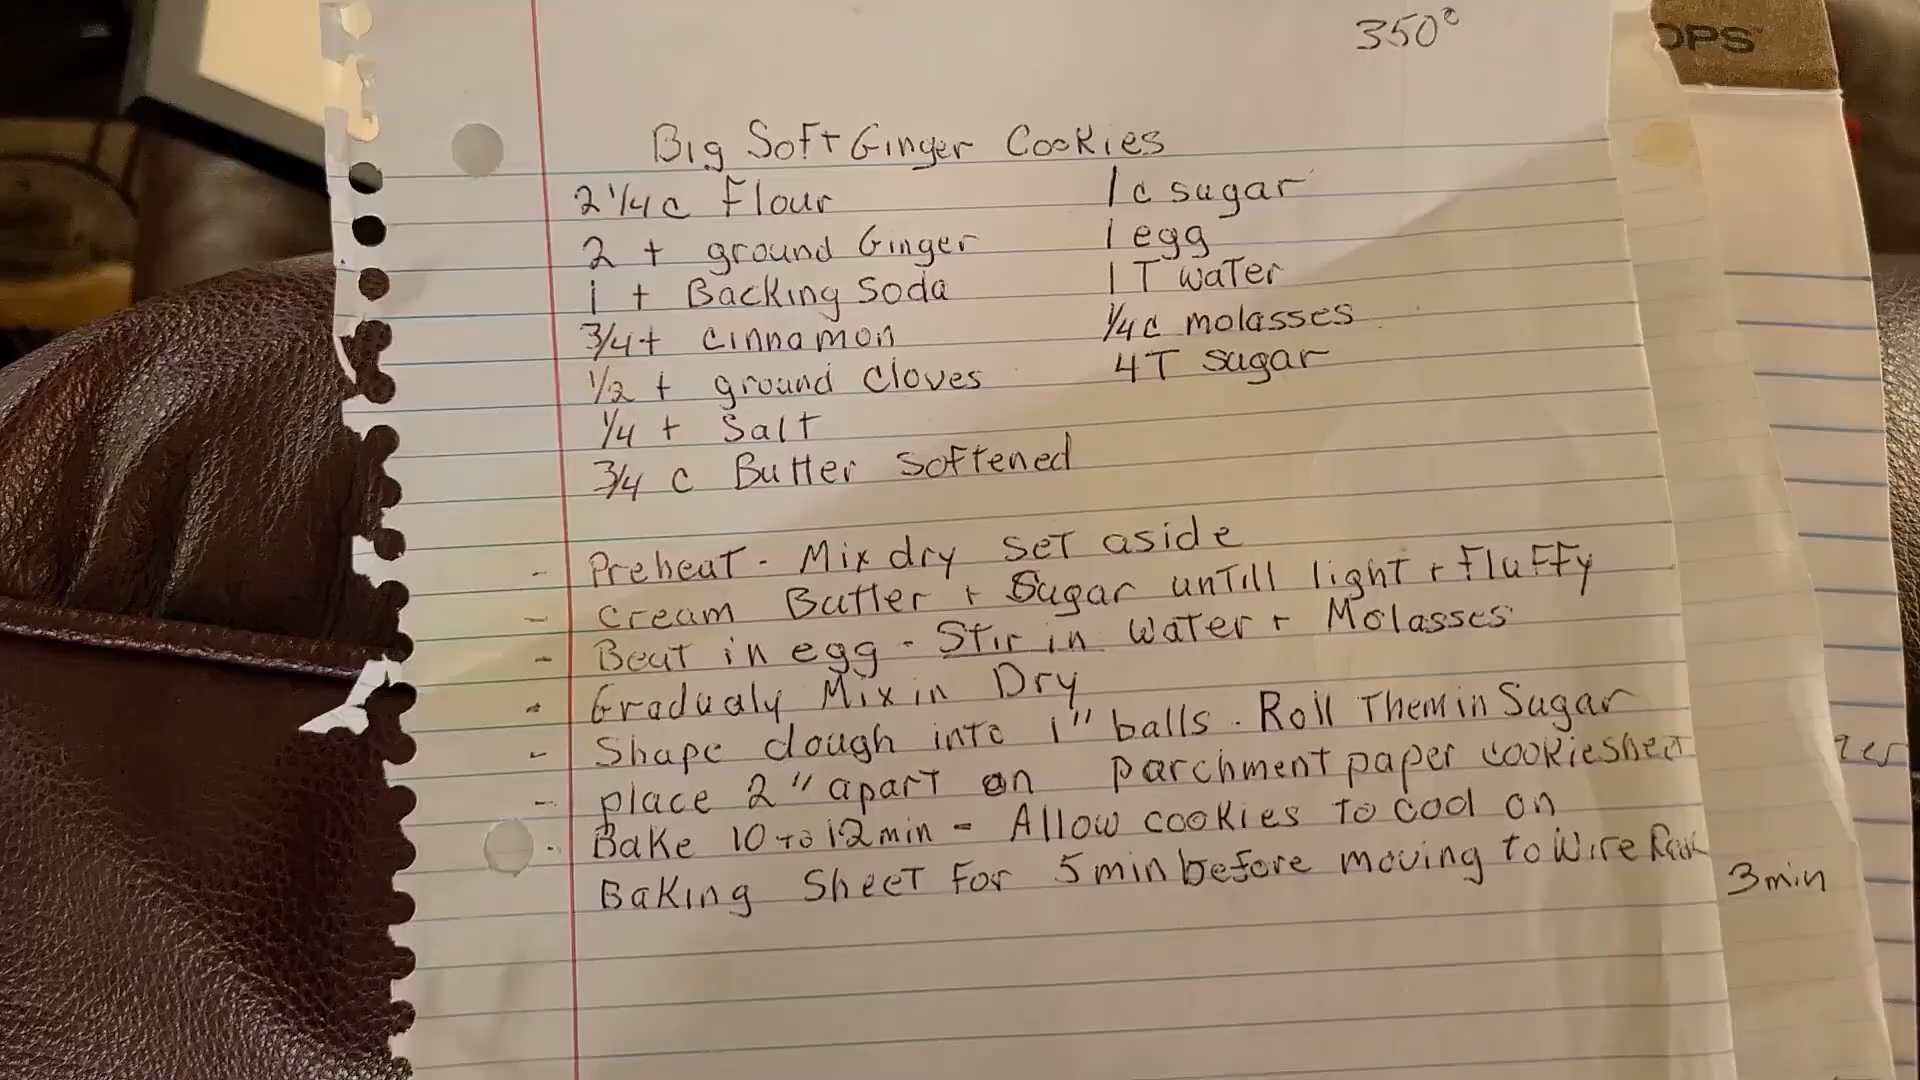 350°
OPS
Big Soft Ginger Cookies
2 1/4 c Flour
2 t ground Ginger
1 t Backing Soda
3/4 t cinnamon
1/2 t ground Cloves
1/4 t Salt
3/4 c Butter softened
1 c sugar
1 egg
1 T water
1/4 c molasses
4T sugar
- Preheat - Mix dry set aside
- cream Butter + Sugar untill light + fluffy
- Beat in egg - Stir in water + Molasses
- Gradualy Mix in Dry
- Shape dough into 1" balls. Roll Them in Sugar
- place 2" apart on parchment paper cookiesheet
- Bake 10 to 12 min - Allow cookies to cool on
Baking Sheet for 5 min before moving to Wire Rack
3 min